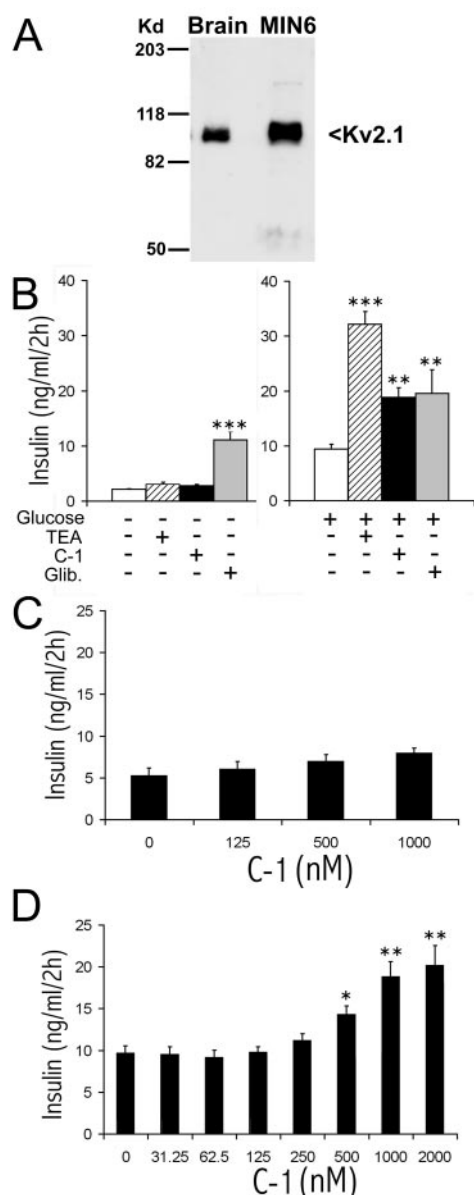 A
Kd Brain MIN6
203
118
<Kv2.1
82
50
B
Insulin (ng/ml/2h)
40 40
30 30
20 20
10 10
0 0
*** *** ** **
Glucose - - - - + + + +
TEA - + - - - + - -
C-1 - - + - - - + -
Glib. - - - + - - - +
C
Insulin (ng/ml/2h)
25
20
15
10
5
0
0 125 500 1000
C-1 (nM)
D
Insulin (ng/ml/2h)
25
20
15
10
5
0
* ** **
0 31.25 62.5 125 250 500 1000 2000
C-1 (nM)